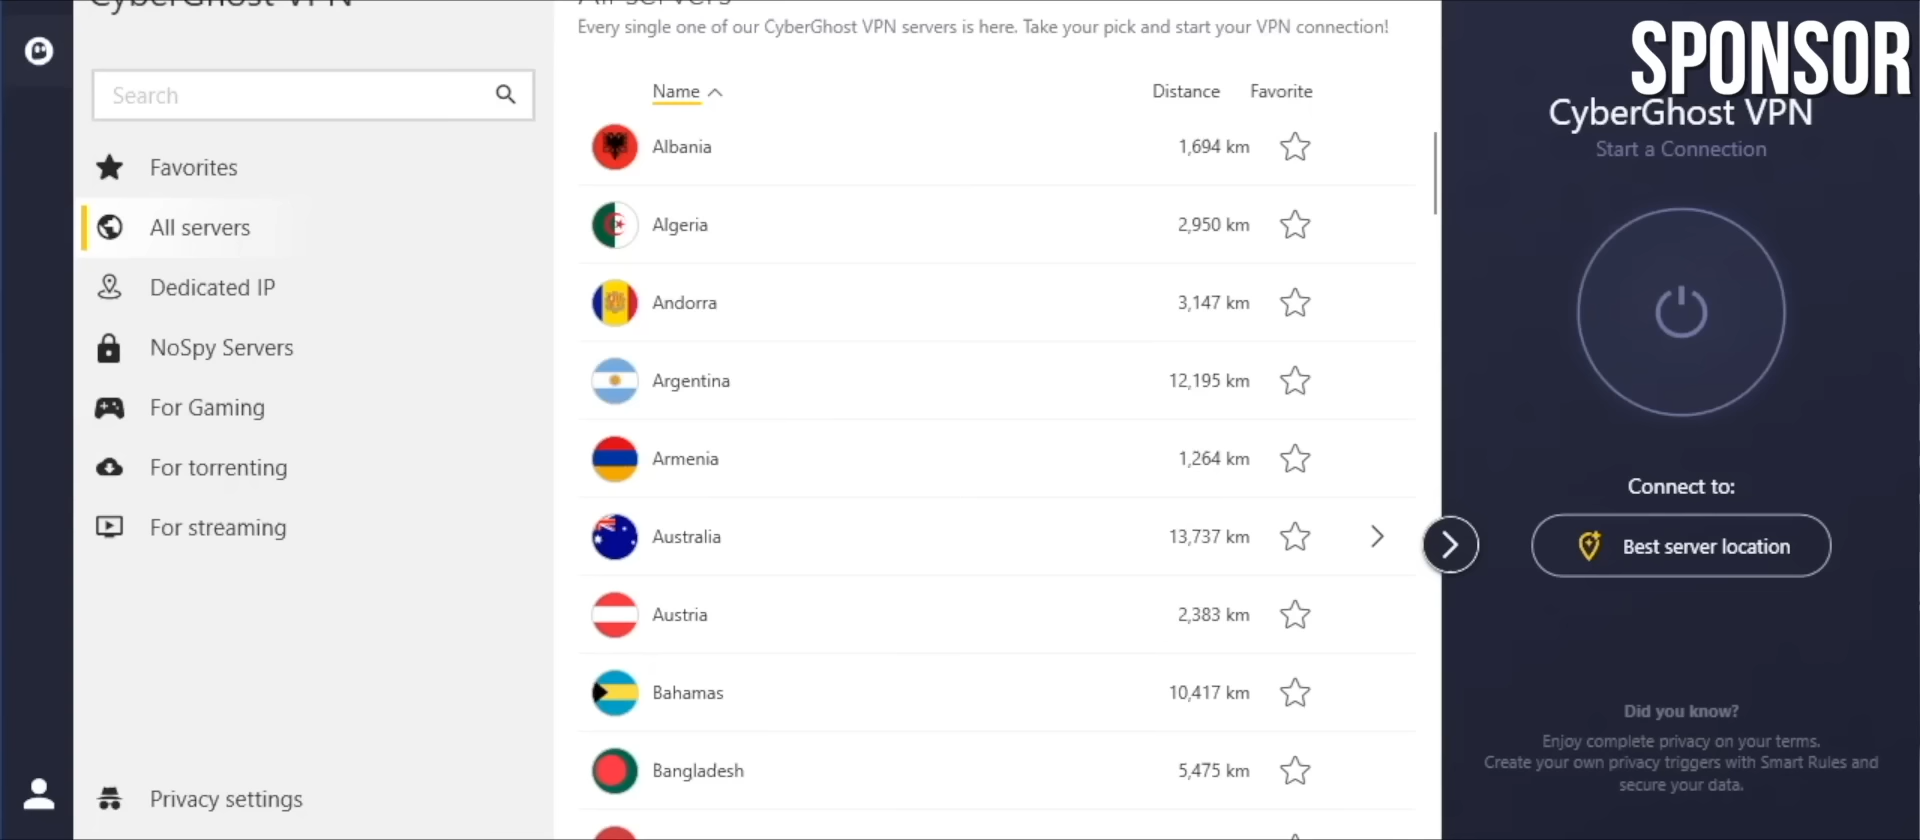 CyberGhost VPN
Search
Favorites
All servers
Dedicated IP
NoSpy Servers
For Gaming
For torrenting
For streaming
Privacy settings
All servers
Every single one of our CyberGhost VPN servers is here. Take your pick and start your VPN connection!
Name Distance Favorite
Albania 1,694 km
Algeria 2,950 km
Andorra 3,147 km
Argentina 12,195 km
Armenia 1,264 km
Australia 13,737 km
Austria 2,383 km
Bahamas 10,417 km
Bangladesh 5,475 km
SPONSOR
CyberGhost VPN
Start a Connection
Connect to:
Best server location
Did you know?
Enjoy complete privacy on your terms.
Create your own privacy triggers with Smart Rules and
secure your data.